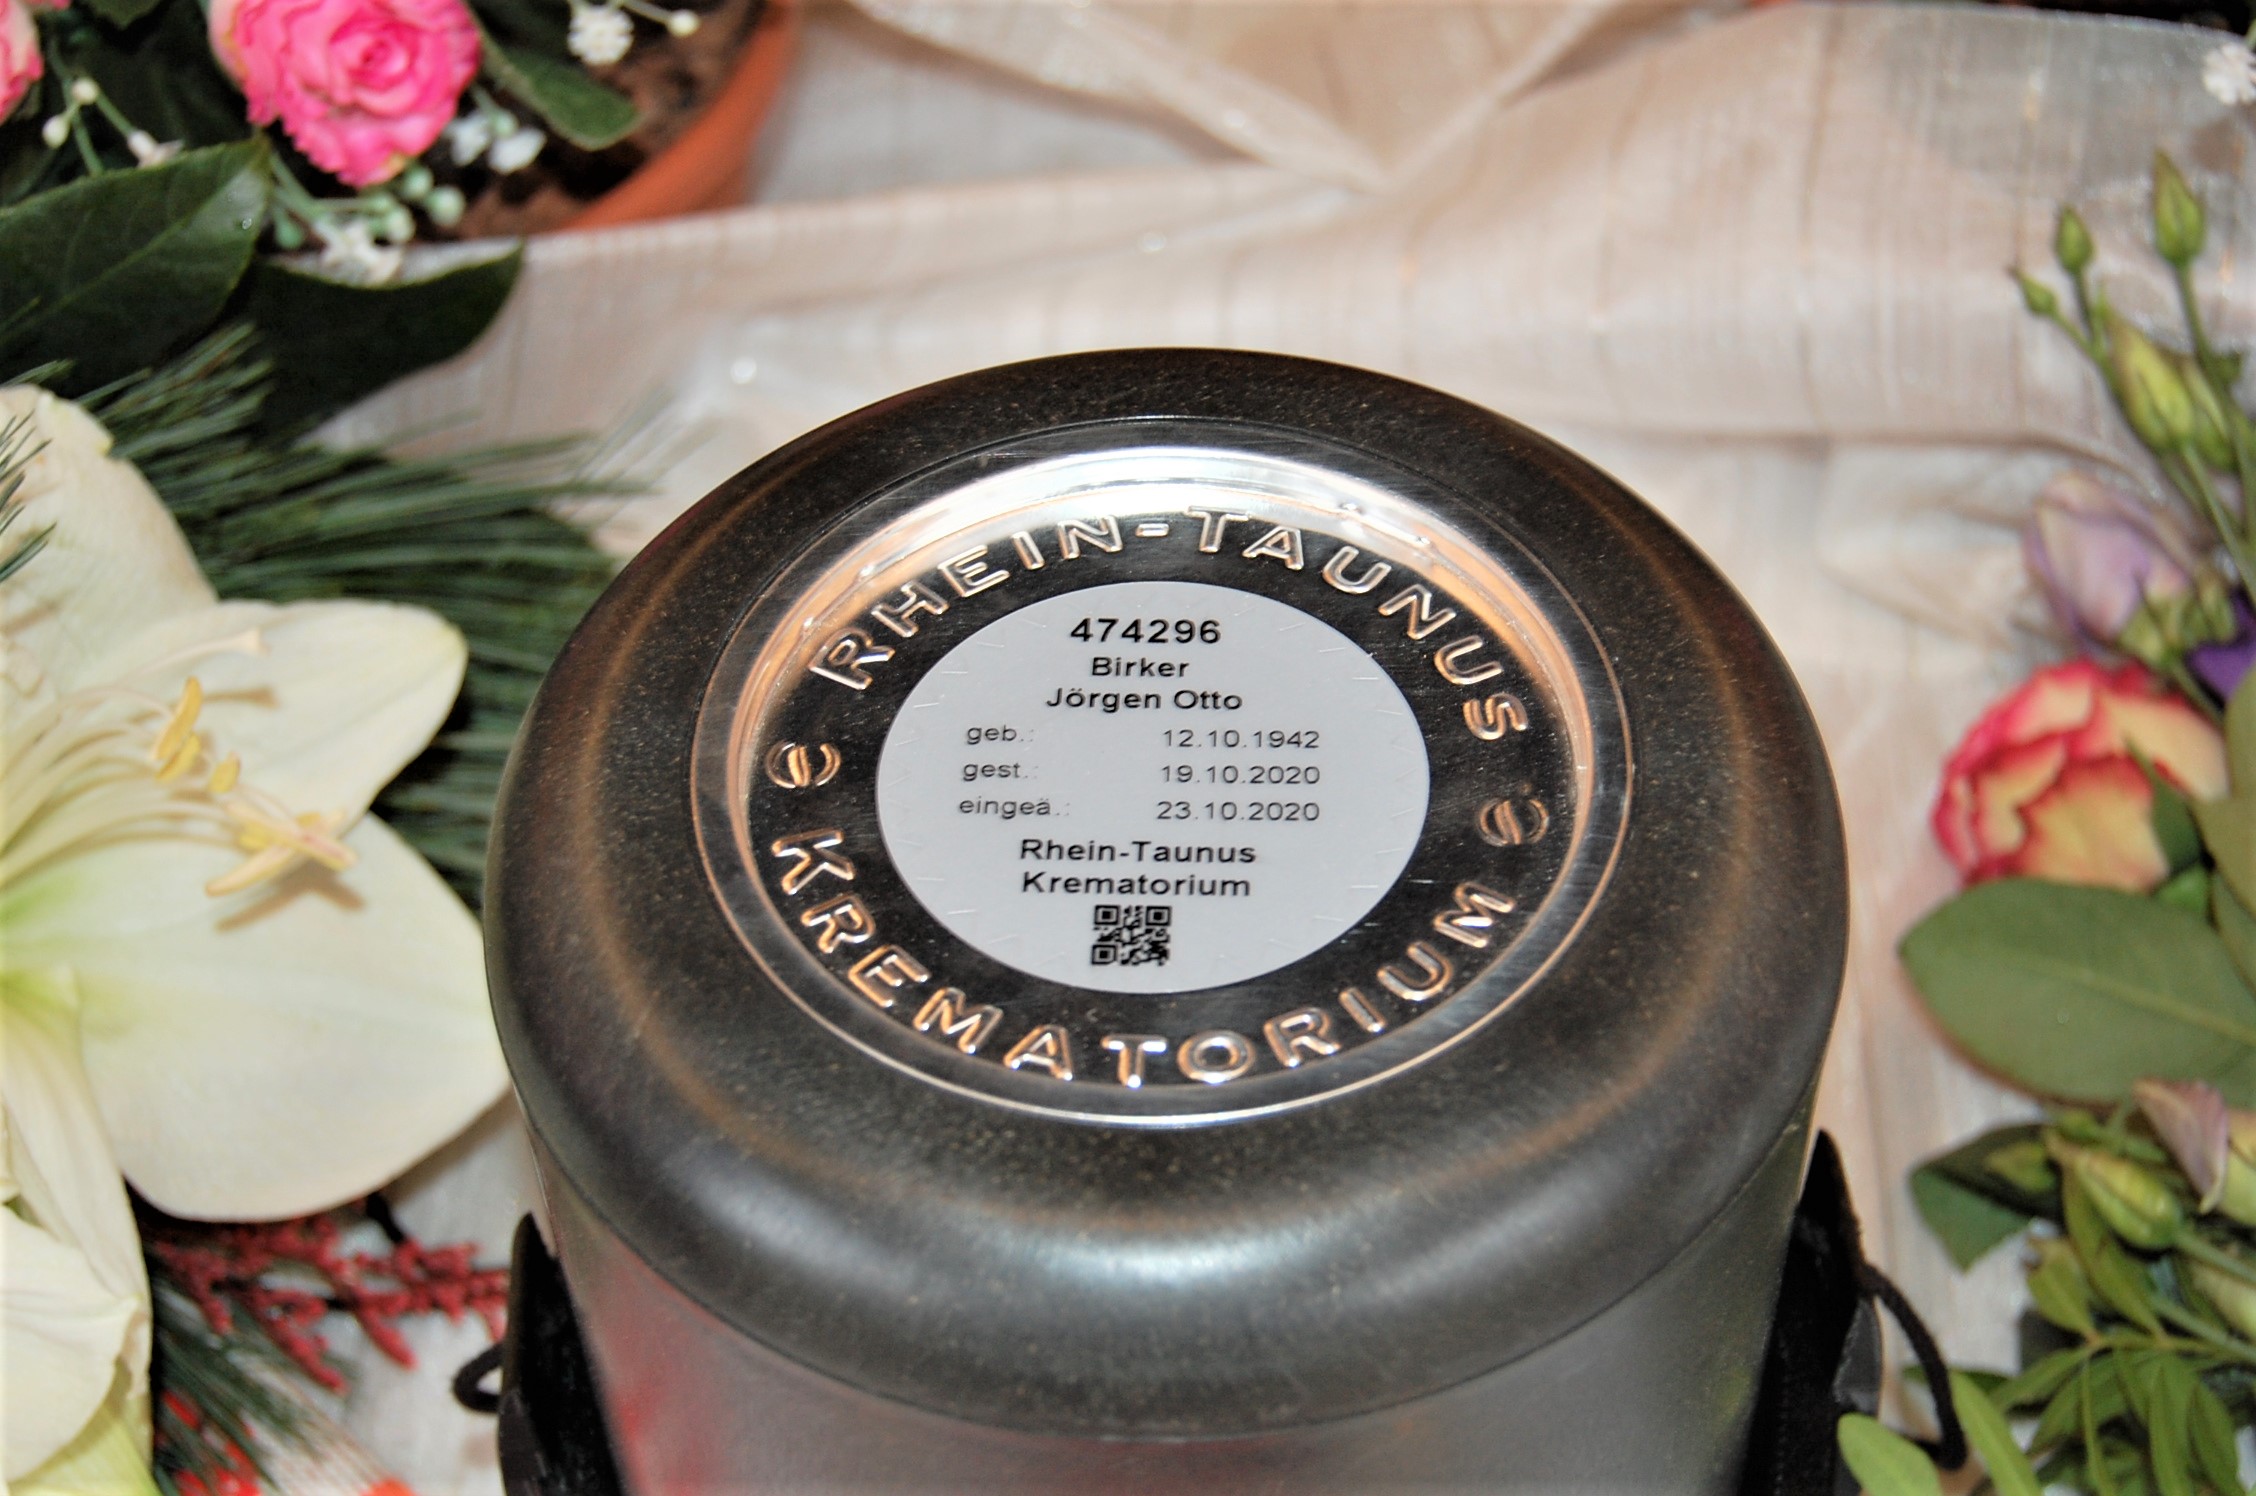 RHEIN-TAUNUS
474296
Birker
Jörgen Otto
geb.: 12.10.1942
gest.: 19.10.2020
eingeä.: 23.10.2020
Rhein-Taunus
Krematorium
KREMATORIUM